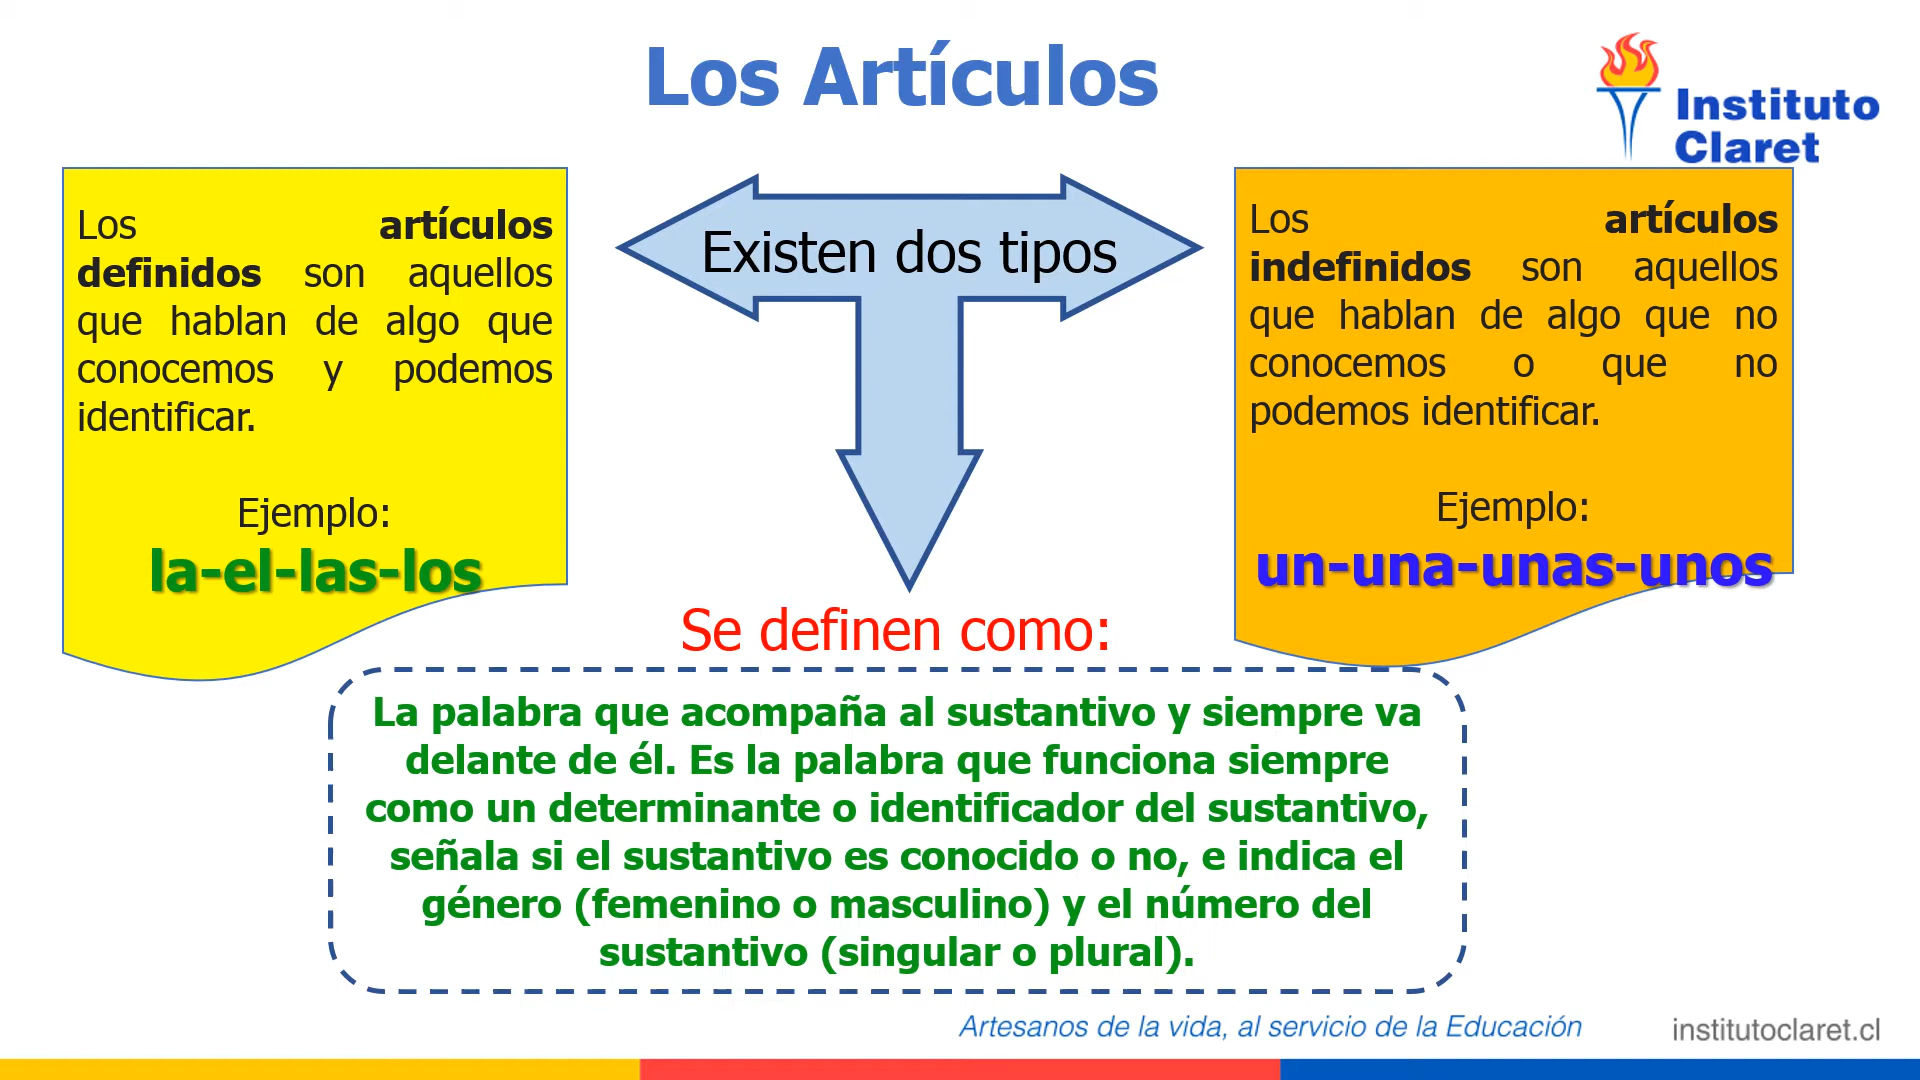 Los Artículos
Instituto
Claret
Los artículos
definidos son aquellos
que hablan de algo que
conocemos y podemos
identificar.
Ejemplo:
la-el-las-los
Existen dos tipos
Los artículos
indefinidos son aquellos
que hablan de algo que no
conocemos o que no
podemos identificar.
Ejemplo:
un-una-unas-unos
Se definen como:
La palabra que acompaña al sustantivo y siempre va
delante de él. Es la palabra que funciona siempre
como un determinante o identificador del sustantivo,
señala si el sustantivo es conocido o no, e indica el
género (femenino o masculino) y el número del
sustantivo (singular o plural).
Artesanos de la vida, al servicio de la Educación
institutoclaret.cl